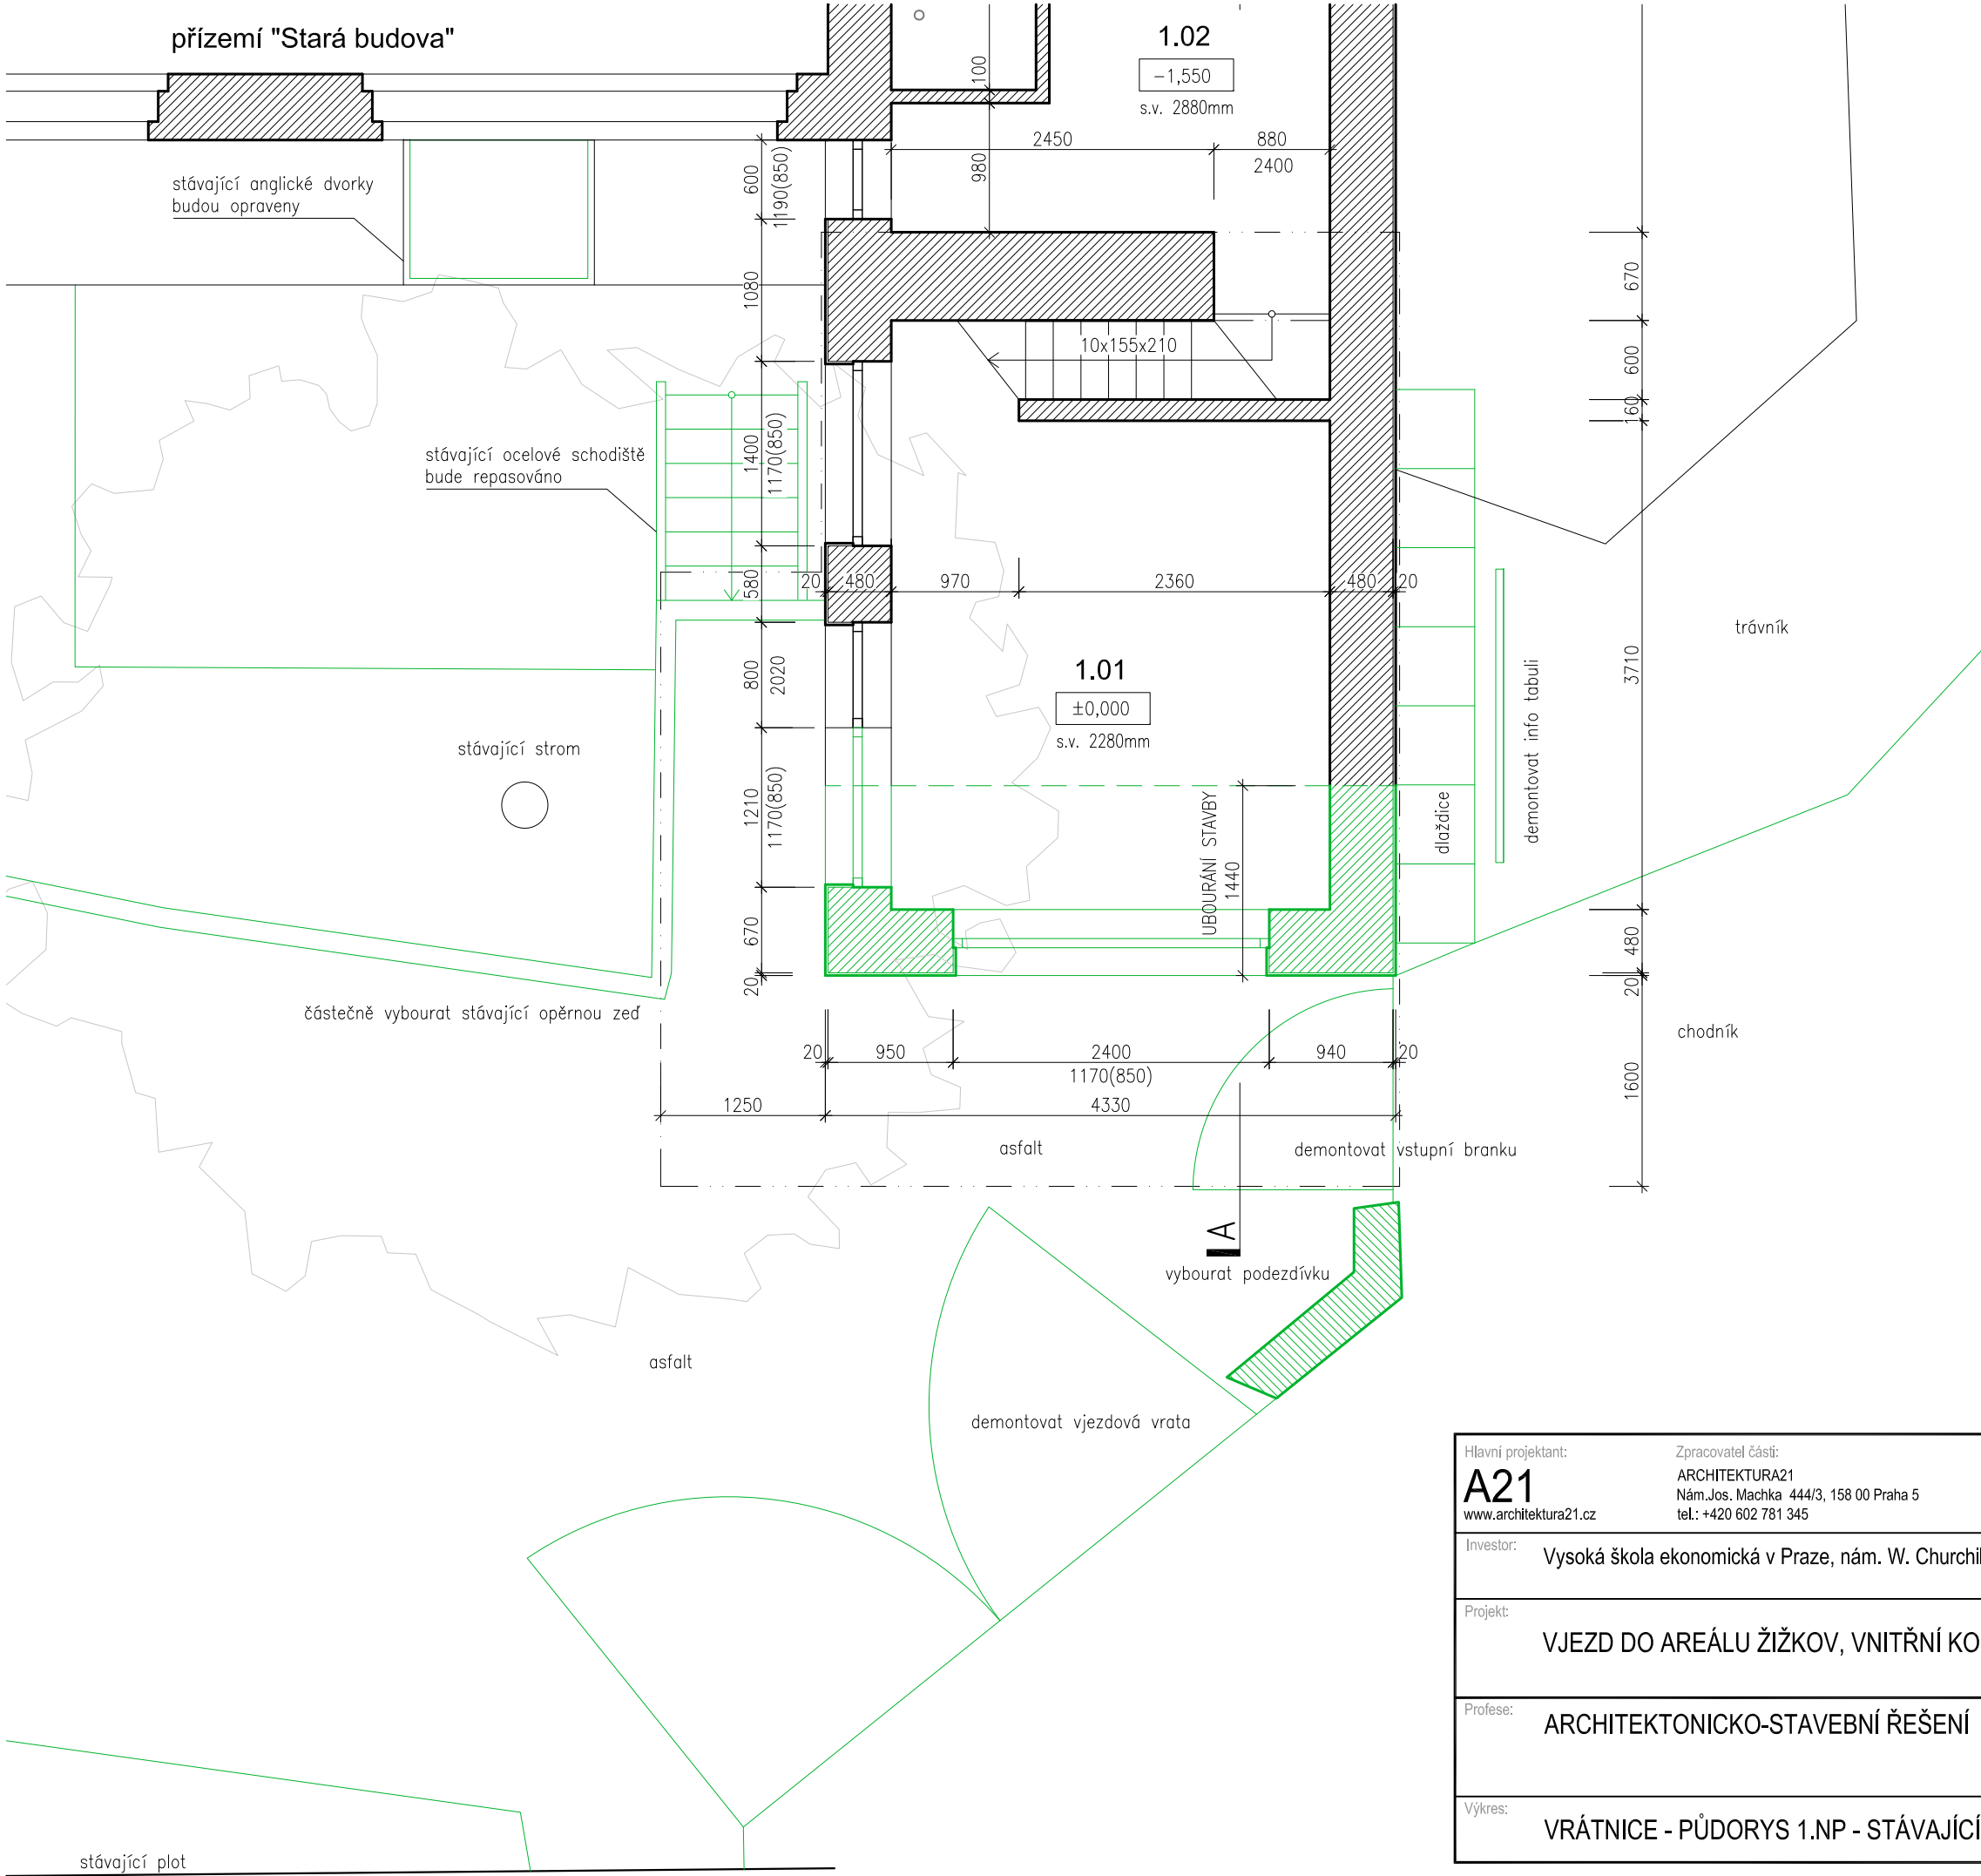 přízemí "Stará budova"
1.02
-1,550
s.v. 2880mm
100
980
2450
880
2400
stávající anglické dvorky
budou opraveny
600
1190(850)
1080
670
10x155x210
600
160
stávající ocelové schodiště
bude repasováno
1400
1170(850)
580
20
480
970
2360
480
20
800
2020
1.01
±0,000
s.v. 2280mm
3710
trávník
demontovat info tabuli
dlaždice
stávající strom
1210
1170(850)
UBOURÁNÍ STAVBY
1440
670
20
480
20
částečně vybourat stávající opěrnou zeď
chodník
20
950
2400
1170(850)
940
20
1600
1250
4330
asfalt
demontovat vstupní branku
A
vybourat podezdívku
asfalt
demontovat vjezdová vrata
stávající plot
Hlavní projektant:
A21
www.architektura21.cz
Zpracovatel části:
ARCHITEKTURA21
Nám.Jos. Machka 444/3, 158 00 Praha 5
tel.: +420 602 781 345
Investor:
Vysoká škola ekonomická v Praze, nám. W. Churchil
Projekt:
VJEZD DO AREÁLU ŽIŽKOV, VNITŘNÍ KO
Profese:
ARCHITEKTONICKO-STAVEBNÍ ŘEŠENÍ
Výkres:
VRÁTNICE - PŮDORYS 1.NP - STÁVAJÍCÍ